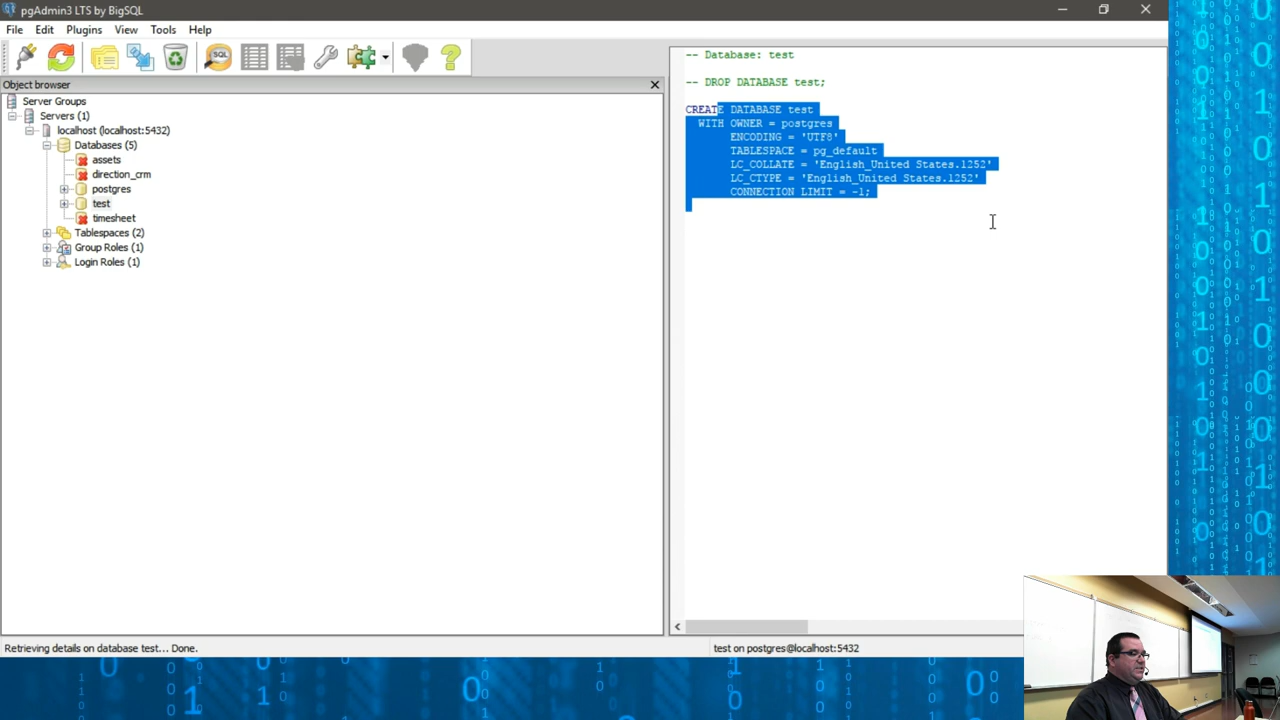 pgAdmin3 LTS by BigSQL
File Edit Plugins View Tools Help
SQL
Object browser
Server Groups
Servers (1)
localhost (localhost:5432)
Databases (5)
assets
direction_crm
postgres
test
timesheet
Tablespaces (2)
Group Roles (1)
Login Roles (1)
-- Database: test
-- DROP DATABASE test;
CREATE DATABASE test
WITH OWNER = postgres
ENCODING = 'UTF8'
TABLESPACE = pg_default
LC_COLLATE = 'English_United States.1252'
LC_CTYPE = 'English_United States.1252'
CONNECTION LIMIT = -1;
Retrieving details on database test... Done.
test on postgres@localhost:5432